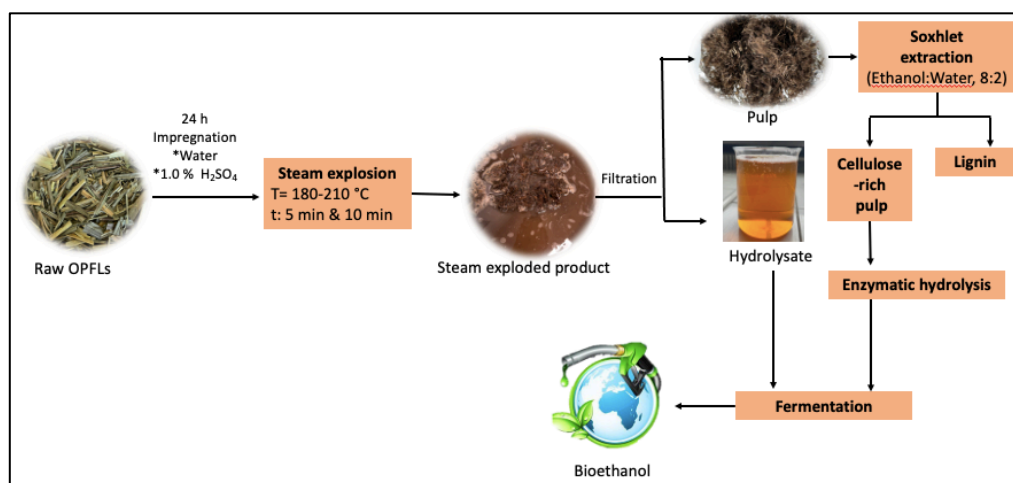 24 h
Impregnation
*Water
*1.0 % H₂SO₄
Raw OPFLs
Steam explosion
T= 180-210 °C
t: 5 min & 10 min
Steam exploded product
Filtration
Pulp
Hydrolysate
Soxhlet
extraction
(Ethanol:Water, 8:2)
Cellulose
-rich
pulp
Lignin
Enzymatic hydrolysis
Fermentation
Bioethanol